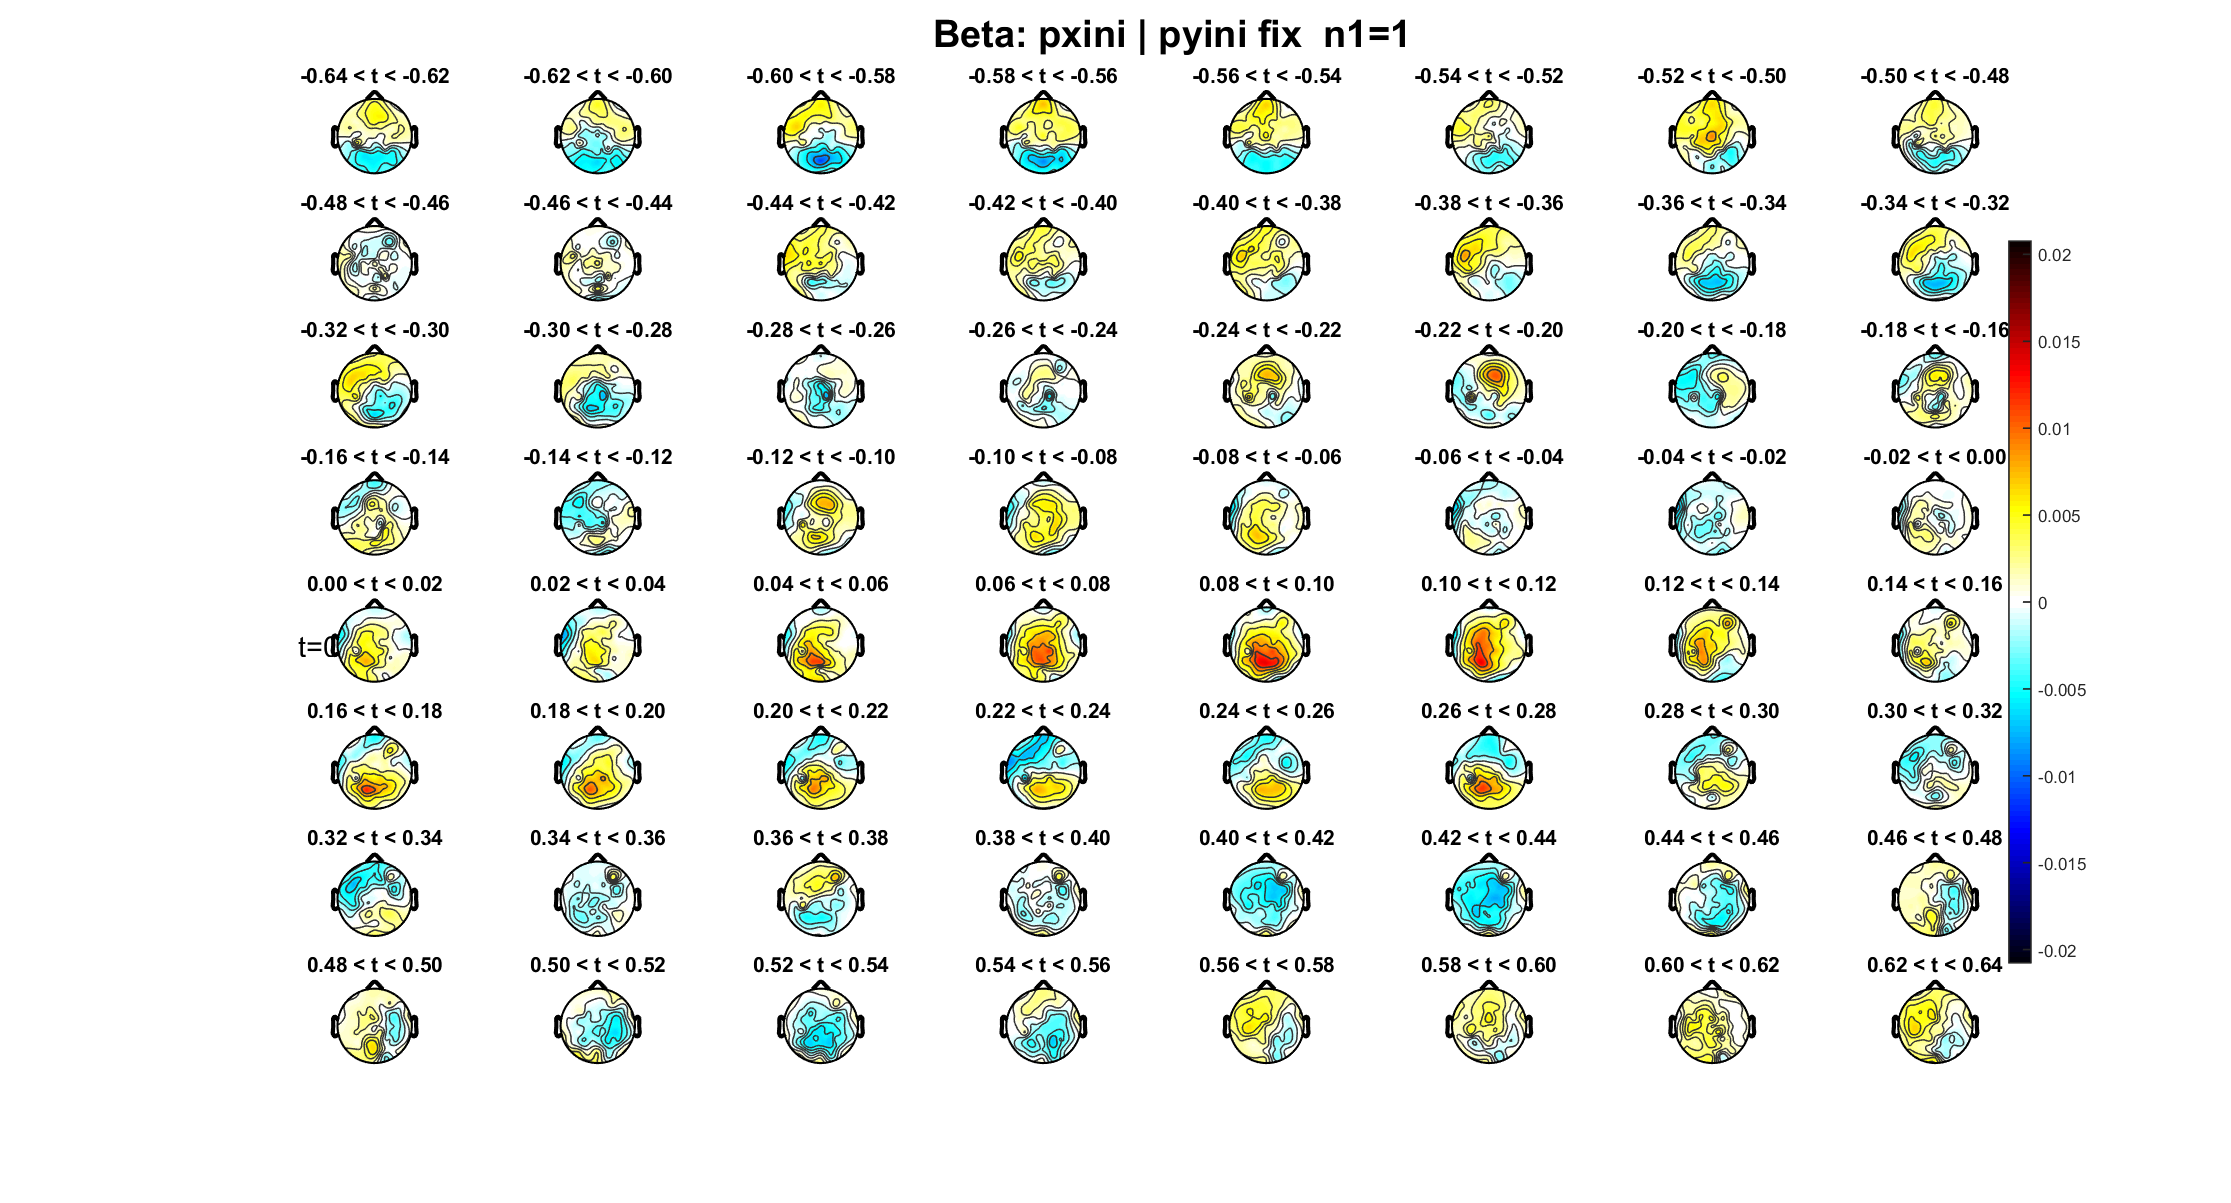 Beta: pxini | pyini fix  n1=1
-0.64 < t < -0.62 -0.62 < t < -0.60 -0.60 < t < -0.58 -0.58 < t < -0.56 -0.56 < t < -0.54 -0.54 < t < -0.52 -0.52 < t < -0.50 -0.50 < t < -0.48
-0.48 < t < -0.46 -0.46 < t < -0.44 -0.44 < t < -0.42 -0.42 < t < -0.40 -0.40 < t < -0.38 -0.38 < t < -0.36 -0.36 < t < -0.34 -0.34 < t < -0.32
-0.32 < t < -0.30 -0.30 < t < -0.28 -0.28 < t < -0.26 -0.26 < t < -0.24 -0.24 < t < -0.22 -0.22 < t < -0.20 -0.20 < t < -0.18 -0.18 < t < -0.16
-0.16 < t < -0.14 -0.14 < t < -0.12 -0.12 < t < -0.10 -0.10 < t < -0.08 -0.08 < t < -0.06 -0.06 < t < -0.04 -0.04 < t < -0.02 -0.02 < t < 0.00
0.00 < t < 0.02 0.02 < t < 0.04 0.04 < t < 0.06 0.06 < t < 0.08 0.08 < t < 0.10 0.10 < t < 0.12 0.12 < t < 0.14 0.14 < t < 0.16
t=0
0.16 < t < 0.18 0.18 < t < 0.20 0.20 < t < 0.22 0.22 < t < 0.24 0.24 < t < 0.26 0.26 < t < 0.28 0.28 < t < 0.30 0.30 < t < 0.32
0.32 < t < 0.34 0.34 < t < 0.36 0.36 < t < 0.38 0.38 < t < 0.40 0.40 < t < 0.42 0.42 < t < 0.44 0.44 < t < 0.46 0.46 < t < 0.48
0.48 < t < 0.50 0.50 < t < 0.52 0.52 < t < 0.54 0.54 < t < 0.56 0.56 < t < 0.58 0.58 < t < 0.60 0.60 < t < 0.62 0.62 < t < 0.64
0.02
0.015
0.01
0.005
0
-0.005
-0.01
-0.015
-0.02